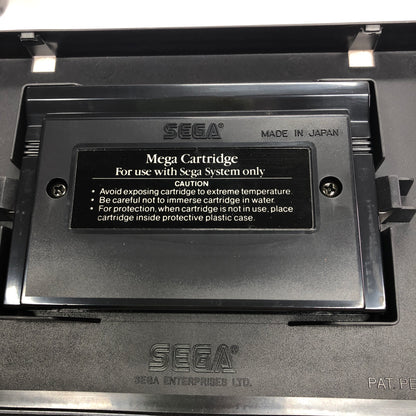 SEGA®
MADE IN JAPAN
Mega Cartridge
For use with Sega System only
CAUTION
• Avoid exposing cartridge to extreme temperature.
• Be careful not to immerse cartridge in water.
• For protection, when cartridge is not in use, place
cartridge inside protective plastic case.
SEGA®
SEGA ENTERPRISES LTD.
PAT. PE